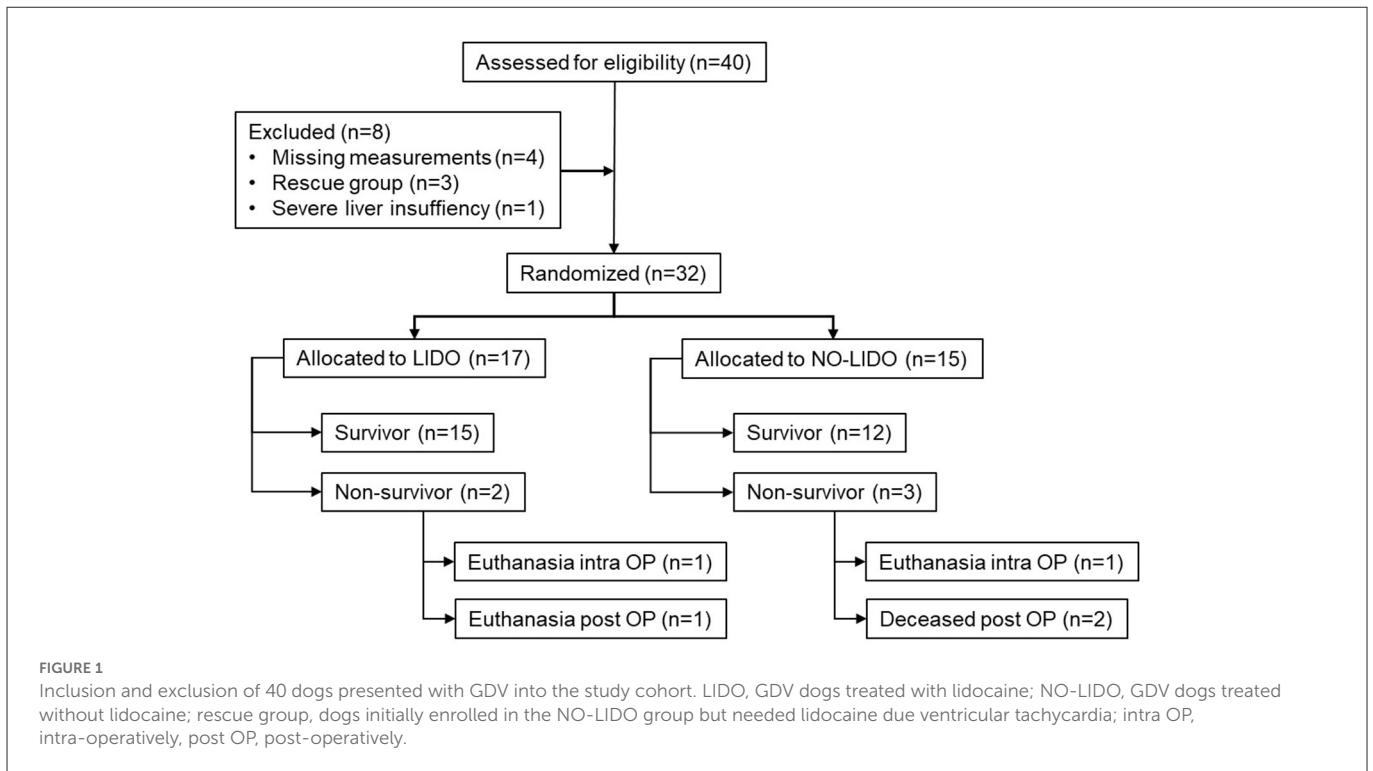 Assessed for eligibility (n=40)
Excluded (n=8)
• Missing measurements (n=4)
• Rescue group (n=3)
• Severe liver insuffiency (n=1)
Randomized (n=32)
Allocated to LIDO (n=17)
Allocated to NO-LIDO (n=15)
Survivor (n=15)
Survivor (n=12)
Non-survivor (n=2)
Non-survivor (n=3)
Euthanasia intra OP (n=1)
Euthanasia intra OP (n=1)
Euthanasia post OP (n=1)
Deceased post OP (n=2)
FIGURE 1
Inclusion and exclusion of 40 dogs presented with GDV into the study cohort. LIDO, GDV dogs treated with lidocaine; NO-LIDO, GDV dogs treated
without lidocaine; rescue group, dogs initially enrolled in the NO-LIDO group but needed lidocaine due ventricular tachycardia; intra OP,
intra-operatively, post OP, post-operatively.